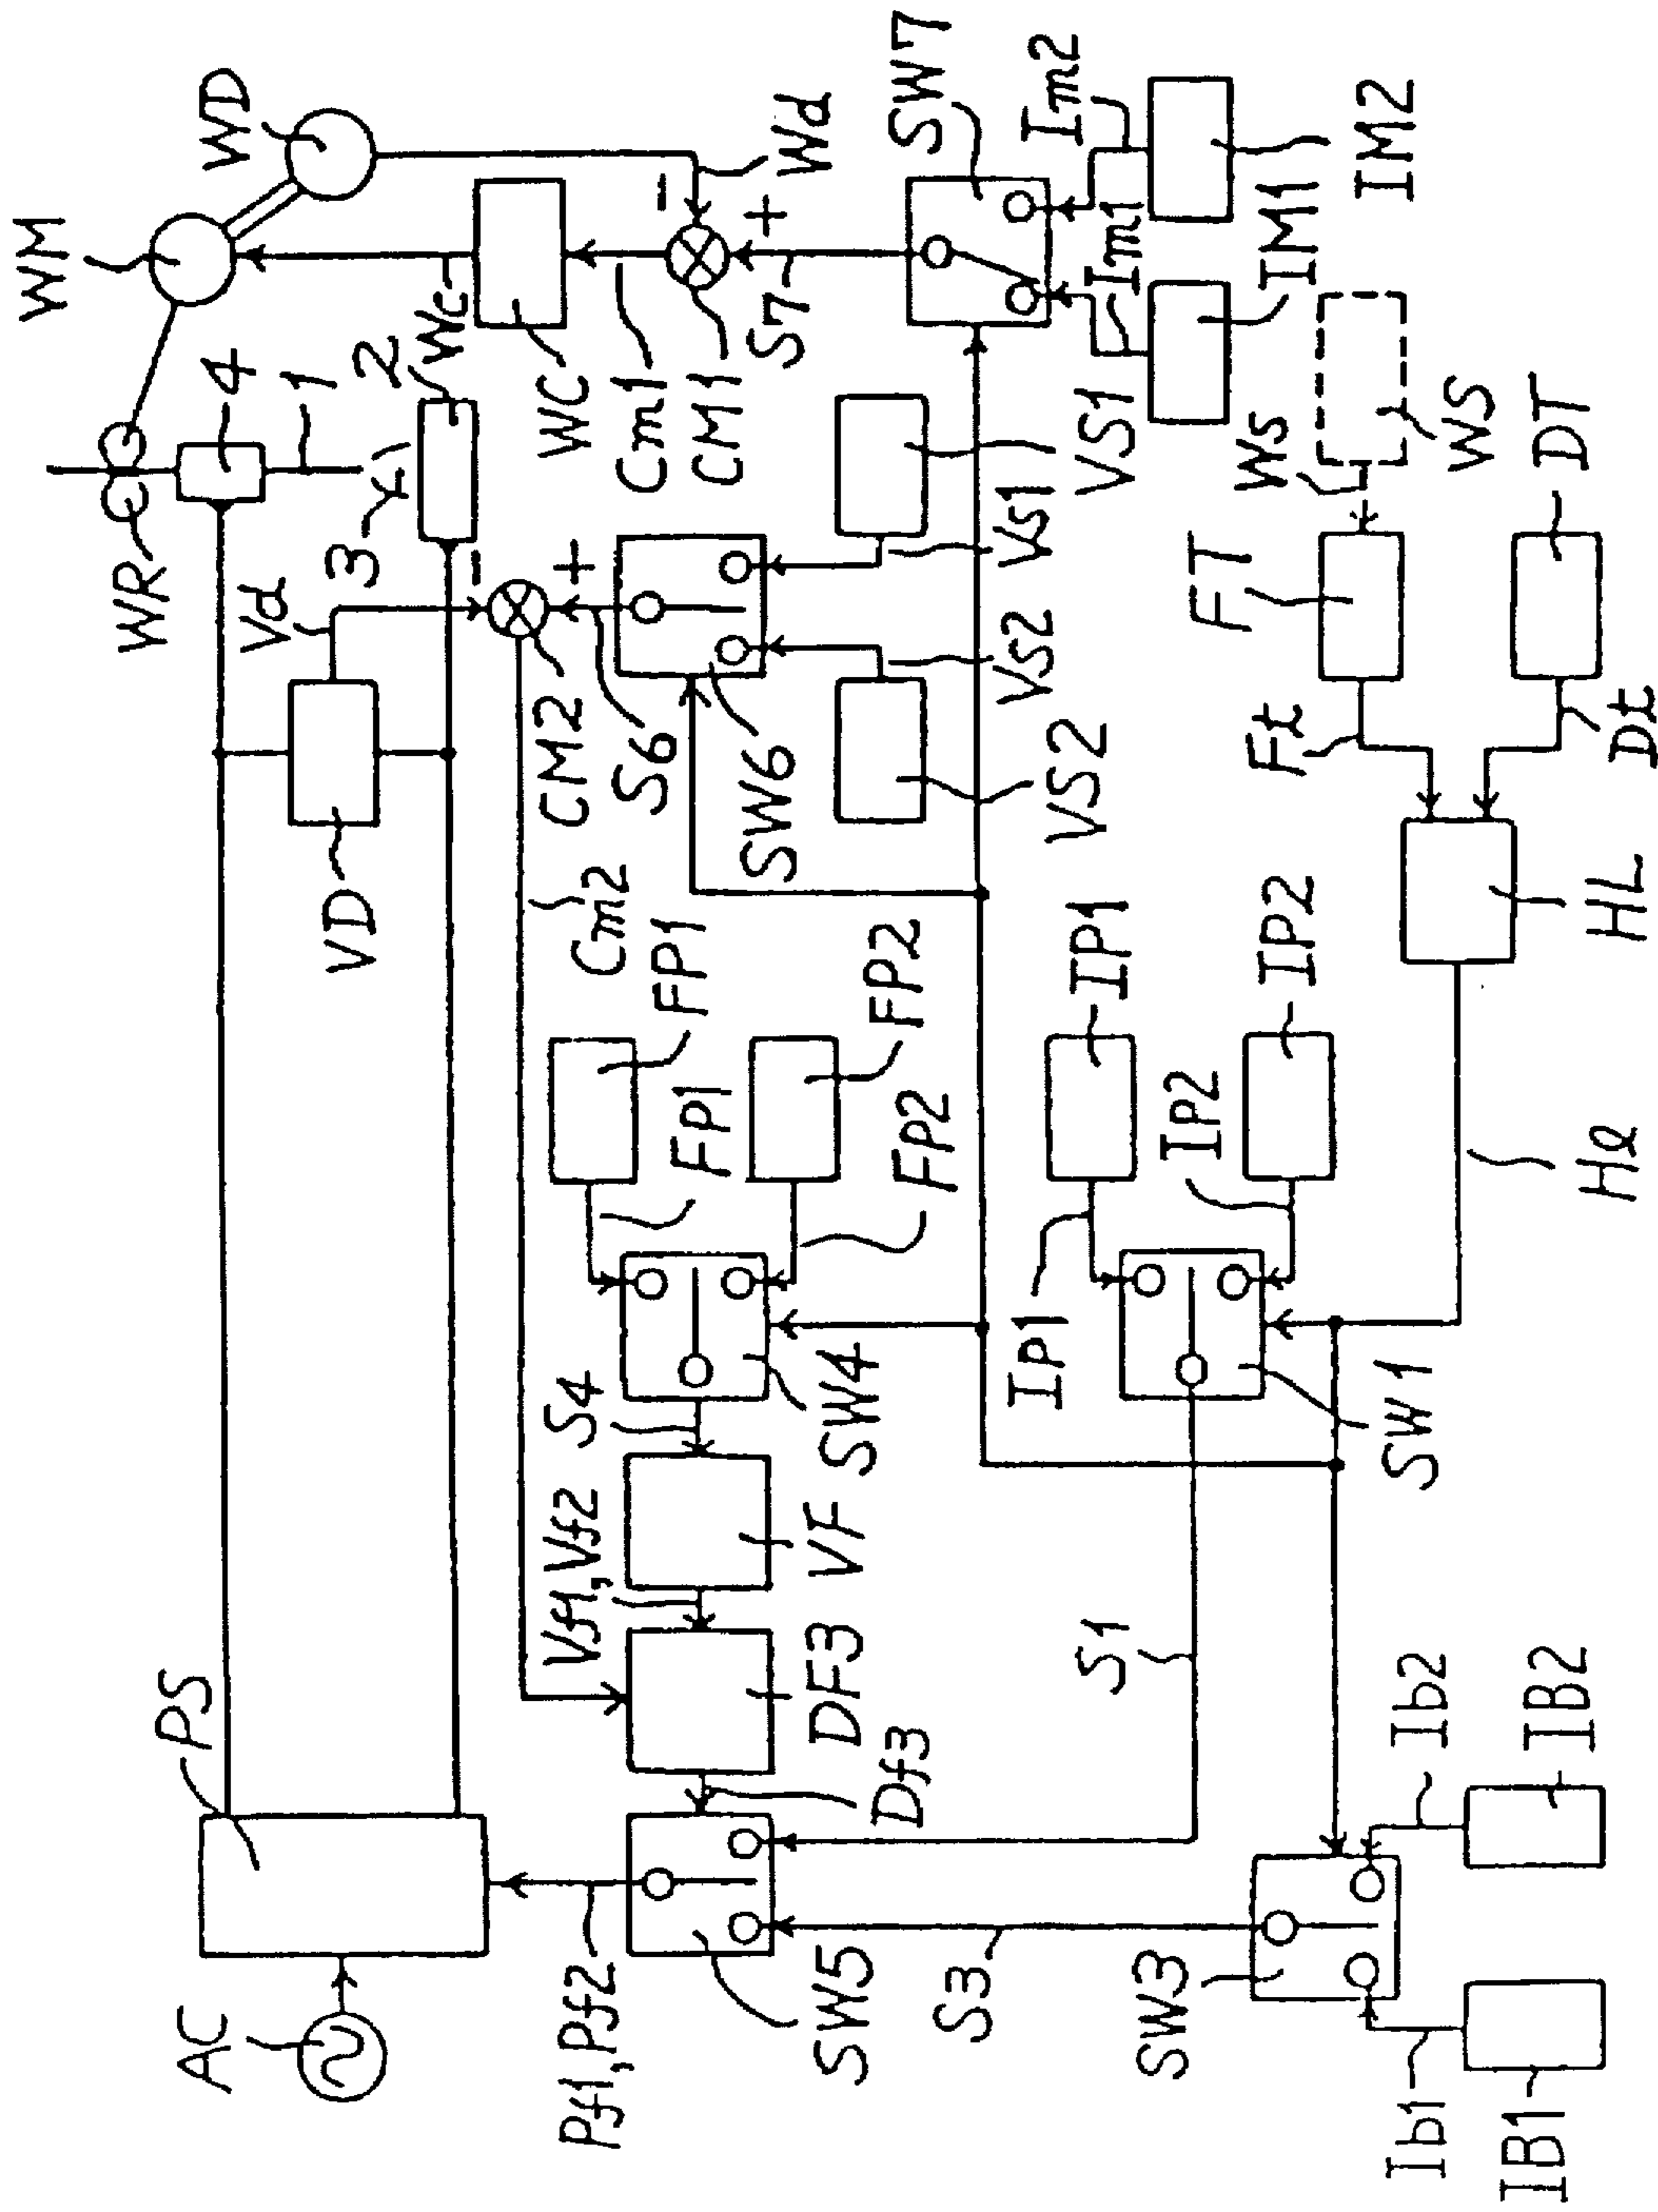 AC
PS
Pf1,Pf2
SW5
S3
SW3
Ib1
IB1
Ib2
IB2
S1
Df3
DF3
Vf1,Vf2
VF
S4
SW4
FP1
FP1
FP2
FP2
Cm2
IP1
IP1
IP2
IP2
SW1
Hl
HL
Ft
FT
Dt
DT
Ws
WS
VD
Vd
CM2
S6
SW6
VS2
Vs2
VS1
Vs1
WR
3
4
1
2
WM
WD
Wc
WC
Cm1
CM1
S7
Wd
-
+
-
+
SW7
Im1
IM1
Im2
IM2